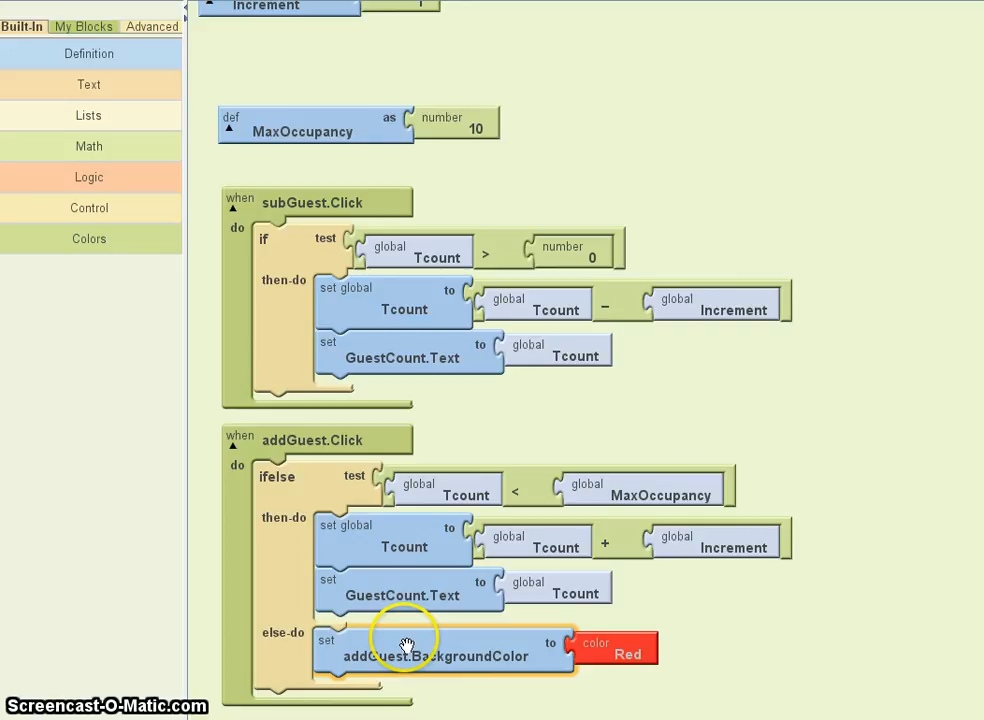 Increment
Built-In My Blocks Advanced
Definition
Text
Lists
Math
Logic
Control
Colors
def MaxOccupancy as number 10
when subGuest.Click
do if test global Tcount > number 0
then-do set global Tcount to global Tcount - global Increment
set GuestCount.Text to global Tcount
when addGuest.Click
do ifelse test global Tcount < global MaxOccupancy
then-do set global Tcount to global Tcount + global Increment
set GuestCount.Text to global Tcount
else-do set addGuest.BackgroundColor to color Red
Screencast-O-Matic.com